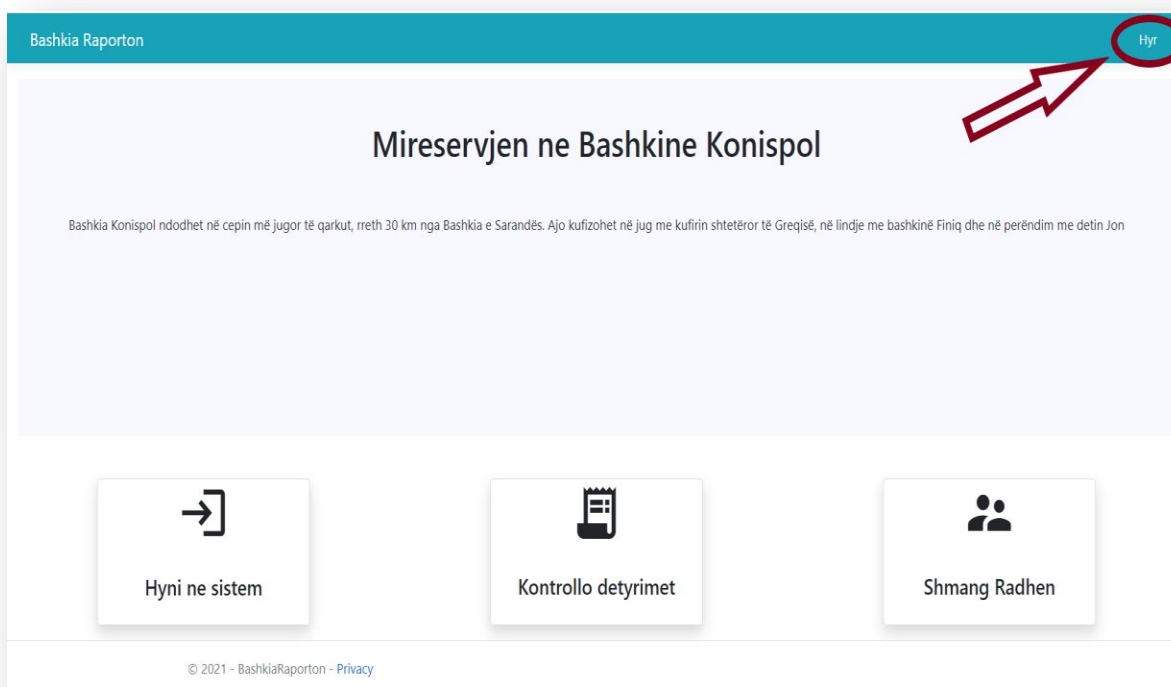 Bashkia Raporton
Hyr
Mireservjen ne Bashkine Konispol
Bashkia Konispol ndodhet në cepin më jugor të qarkut, rreth 30 km nga Bashkia e Sarandës. Ajo kufizohet në jug me kufirin shtetëror të Greqisë, në lindje me bashkinë Finiq dhe në perëndim me detin Jon
Hyni ne sistem
Kontrollo detyrimet
Shmang Radhen
© 2021 - BashkiaRaporton - Privacy